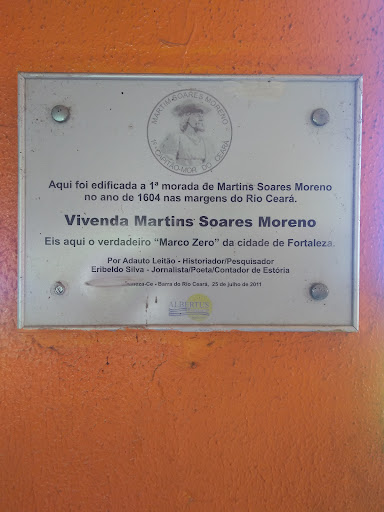 MARTIM SOARES MORENO
1º CAPITÃO-MOR DO CEARÁ
Aqui foi edificada a 1ª morada de Martins Soares Moreno
no ano de 1604 nas margens do Rio Ceará.
Vivenda Martins Soares Moreno
Eis aqui o verdadeiro "Marco Zero" da cidade de Fortaleza.
Por Adauto Leitão - Historiador/Pesquisador
Eribeldo Silva - Jornalista/Poeta/Contador de Estória
-Ce - Barra do Rio Ceará, 25 de julho de 2011
ALBERTU'S